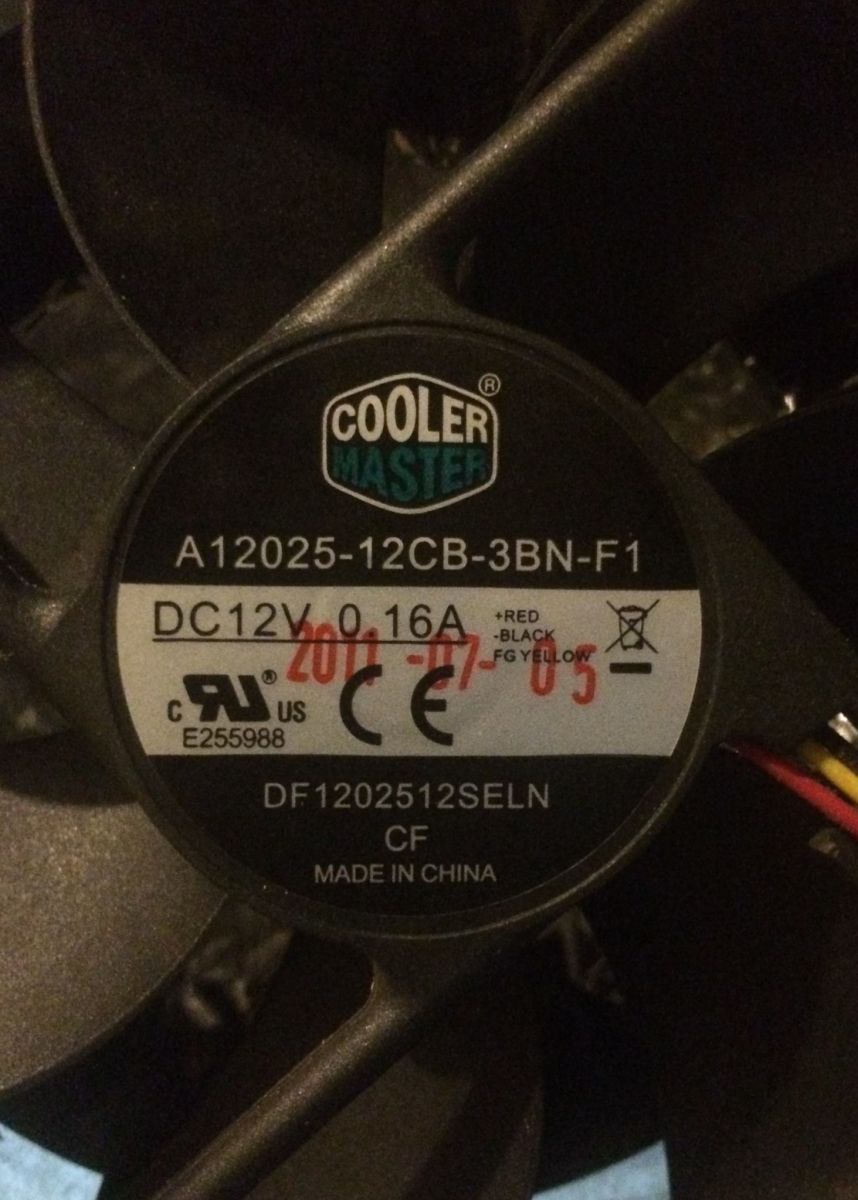 COOLER ®
MASTER
A12025-12CB-3BN-F1
DC12V 0.16A
+RED
-BLACK
FG YELLOW
2011-07-05
c RU ® US
CE
E255988
DF1202512SELN
CF
MADE IN CHINA